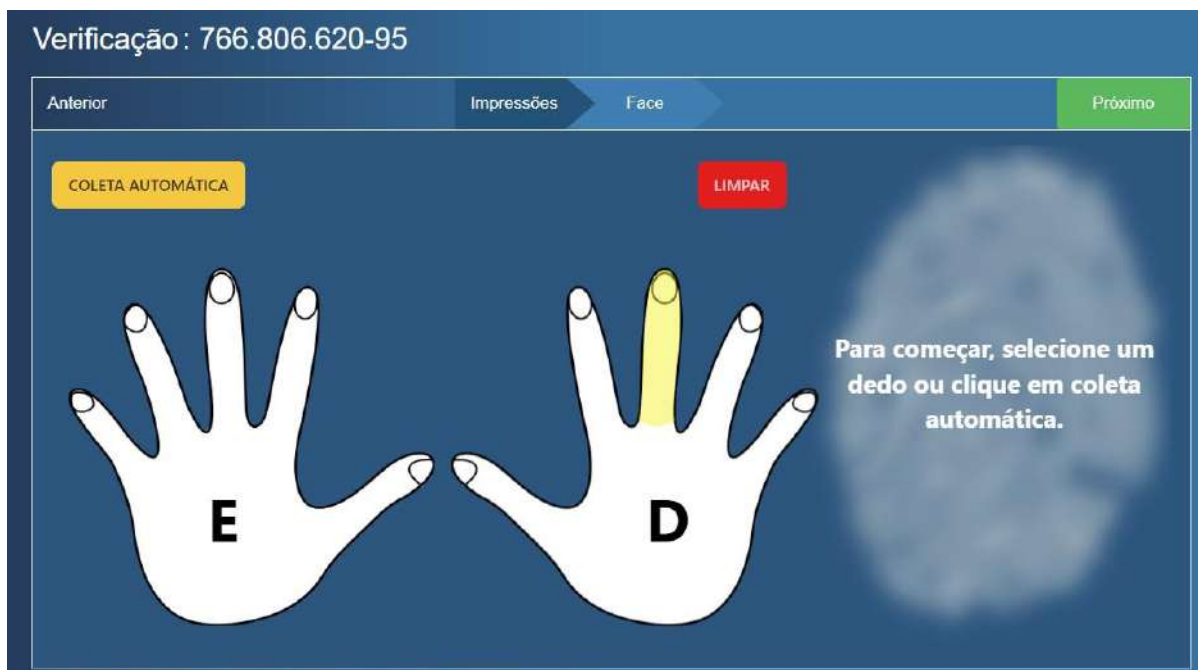 Verificação: 766.806.620-95
Anterior
Impressões
Face
Próximo
COLETA AUTOMÁTICA
LIMPAR
Para começar, selecione um
dedo ou clique em coleta
automática.
E
D